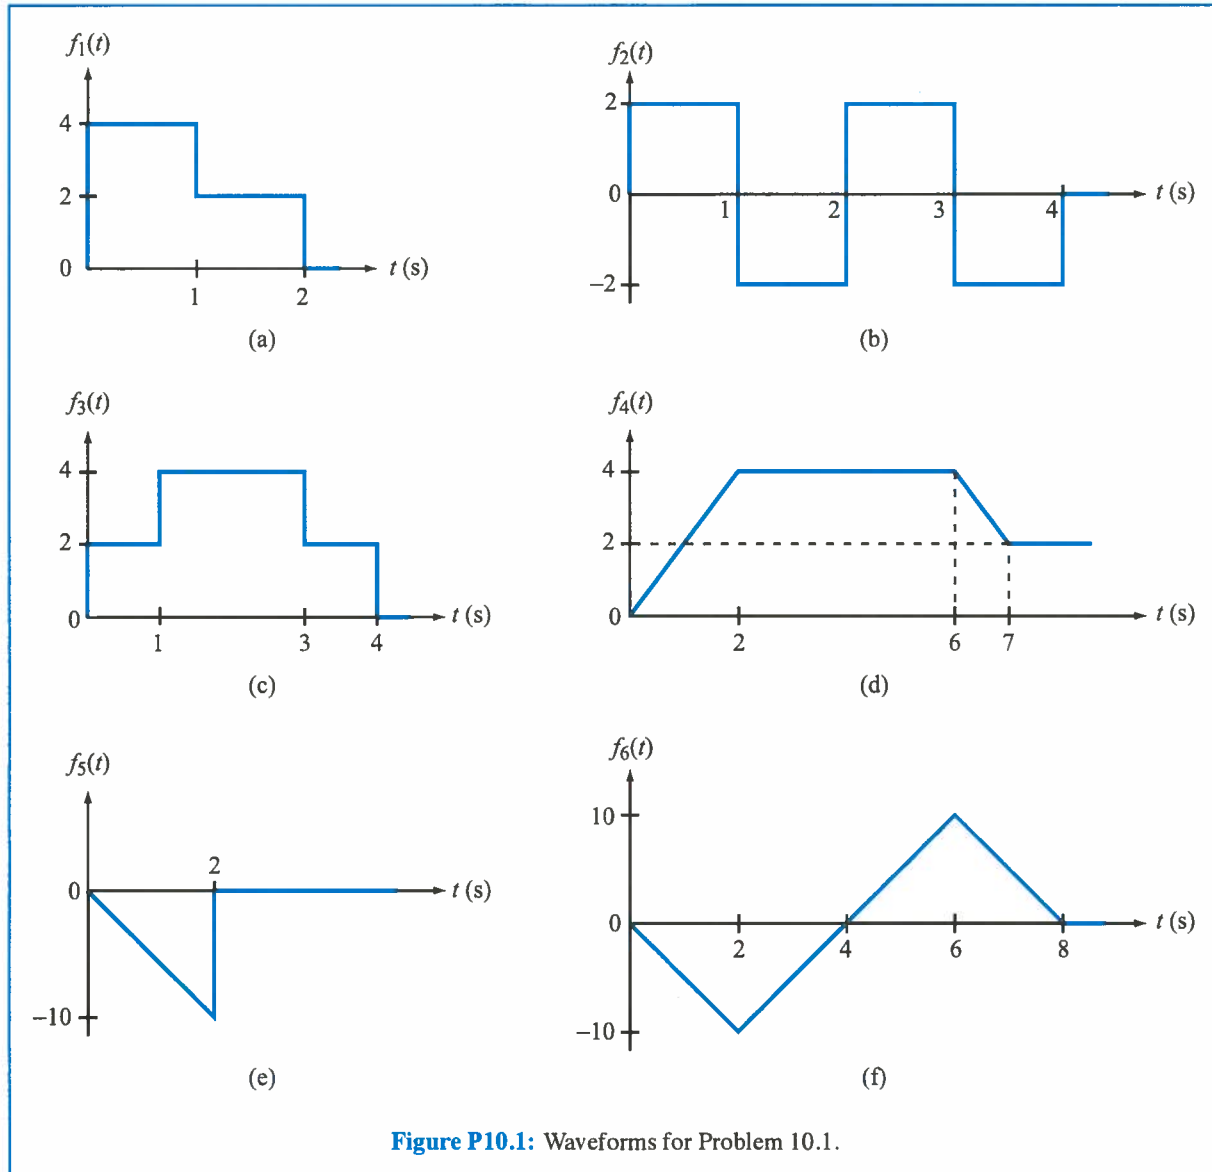 f1(t)
4
2
0
1
2
t (s)
(a)
f2(t)
2
0
−2
1
2
3
4
t (s)
(b)
f3(t)
4
2
0
1
3
4
t (s)
(c)
f4(t)
4
2
0
2
6
7
t (s)
(d)
f5(t)
2
0
t (s)
−10
(e)
f6(t)
10
0
2
4
6
8
t (s)
−10
(f)
Figure P10.1: Waveforms for Problem 10.1.